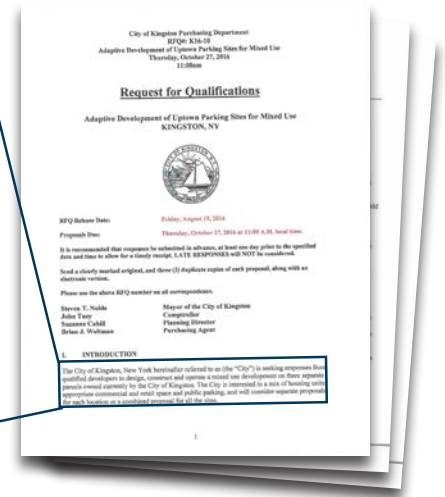 City of Kingston Purchasing Department
RFQ#: K16-10
Adaptive Development of Uptown Parking Sites for Mixed Use
Thursday, October 27, 2016
11:00am
Request for Qualifications
Adaptive Development of Uptown Parking Sites for Mixed Use
KINGSTON, NY
RFQ Release Date: Friday, August 19, 2016
Proposals Due: Thursday, October 27, 2016 at 11:00 A.M. local time.
It is recommended that responses be submitted in advance, at least one day prior to the specified
date and time to allow for a timely receipt. LATE RESPONSES will NOT be considered.
Send a clearly marked original, and three (3) duplicate copies of each proposal, along with an
electronic version.
Please use the above RFQ number on all correspondence.
Steven T. Noble Mayor of the City of Kingston
John Tuey Comptroller
Suzanne Cahill Planning Director
Brian J. Woltman Purchasing Agent
I. INTRODUCTION
The City of Kingston, New York hereinafter referred to as (the "City") is seeking responses from
qualified developers to design, construct and operate a mixed use development on three separate
parcels owned currently by the City of Kingston. The City is interested in a mix of housing units,
appropriate commercial and retail space and public parking, and will consider separate proposals
for each location or a combined proposal for all the sites.
1